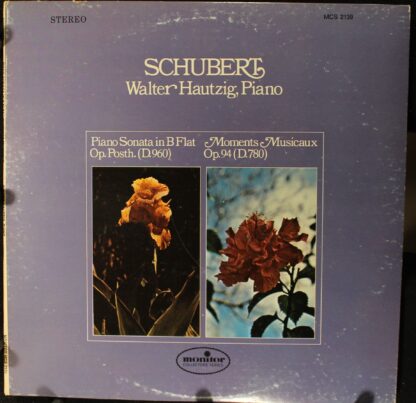 STEREO
MCS 2139
SCHUBERT
Walter Hautzig, Piano
Piano Sonata in B Flat
Op. Posth. (D.960)
Moments Musicaux
Op. 94 (D.780)
monitor
COLLECTORS SERIES